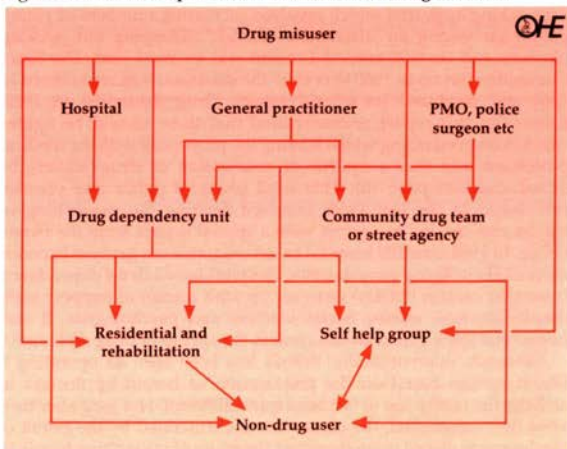 OHE
Drug misuser
Hospital
General practitioner
PMO, police
surgeon etc
Drug dependency unit
Community drug team
or street agency
Residential and
rehabilitation
Self help group
Non-drug user